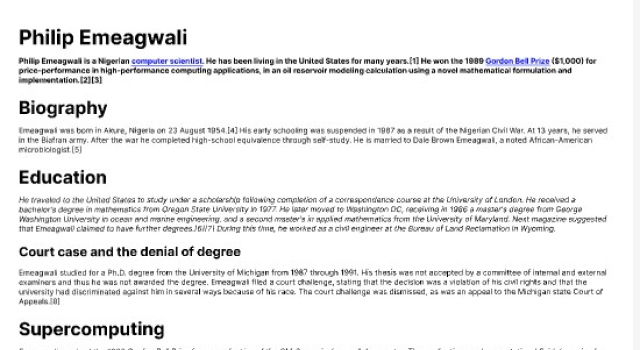 Philip Emeagwali
Philip Emeagwali is a Nigerian computer scientist. He has been living in the United States for many years.[1] He won the 1989 Gordon Bell Prize ($1,000) for
price-performance in high-performance computing applications, in an oil reservoir modeling calculation using a novel mathematical formulation and
implementation.[2][3]
Biography
Emeagwali was born in Akure, Nigeria on 23 August 1954.[4] His early schooling was suspended in 1967 as a result of the Nigerian Civil War. At 13 years, he served
in the Biafran army. After the war he completed high-school equivalence through self-study. He is married to Dale Brown Emeagwali, a noted African-American
microbiologist.[5]
Education
He traveled to the United States to study under a scholarship following completion of a correspondence course at the University of London. He received a
bachelor's degree in mathematics from Oregon State University in 1977. He later moved to Washington DC, receiving in 1986 a master's degree from George
Washington University in ocean and marine engineering, and a second master's in applied mathematics from the University of Maryland. Next magazine suggested
that Emeagwali claimed to have further degrees.[6][7] During this time, he worked as a civil engineer at the Bureau of Land Reclamation in Wyoming.
Court case and the denial of degree
Emeagwali studied for a Ph.D. degree from the University of Michigan from 1987 through 1991. His thesis was not accepted by a committee of internal and external
examiners and thus he was not awarded the degree. Emeagwali filed a court challenge, stating that the decision was a violation of his civil rights and that the
university had discriminated against him in several ways because of his race. The court challenge was dismissed, as was an appeal to the Michigan state Court of
Appeals.[8]
Supercomputing